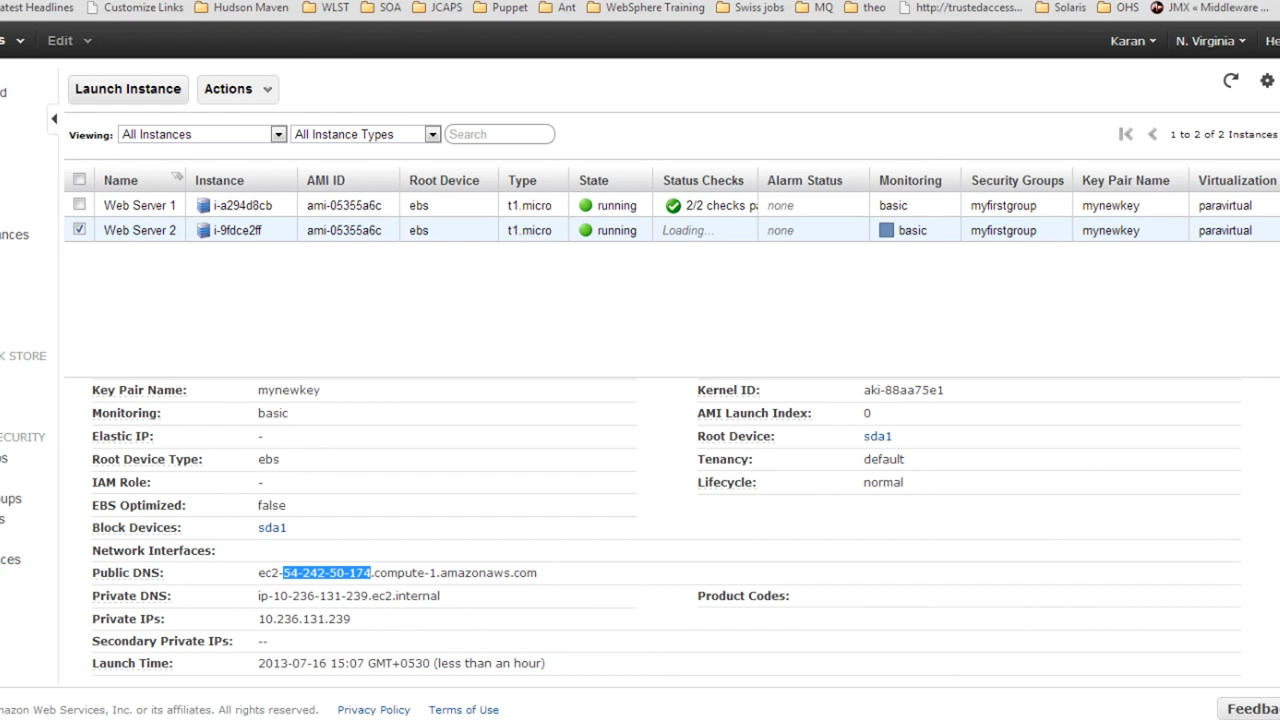 atest Headlines Customize Links Hudson Maven WLST SOA JCAPS Puppet Ant WebSphere Training Swiss jobs MQ theo http://trustedaccess... Solaris OHS JMX « Middleware ...
s Edit Karan N. Virginia He
d Launch Instance Actions
Viewing: All Instances All Instance Types Search 1 to 2 of 2 Instances
Name Instance AMI ID Root Device Type State Status Checks Alarm Status Monitoring Security Groups Key Pair Name Virtualization
Web Server 1 i-a294d8cb ami-05355a6c ebs t1.micro running 2/2 checks pa none basic myfirstgroup mynewkey paravirtual
ances Web Server 2 i-9fdce2ff ami-05355a6c ebs t1.micro running Loading... none basic myfirstgroup mynewkey paravirtual
K STORE
Key Pair Name: mynewkey Kernel ID: aki-88aa75e1
Monitoring: basic AMI Launch Index: 0
ECURITY Elastic IP: - Root Device: sda1
ps Root Device Type: ebs Tenancy: default
IAM Role: - Lifecycle: normal
oups EBS Optimized: false
s Block Devices: sda1
Network Interfaces:
ces
Public DNS: ec2-54-242-50-174.compute-1.amazonaws.com
Private DNS: ip-10-236-131-239.ec2.internal Product Codes:
Private IPs: 10.236.131.239
Secondary Private IPs: --
Launch Time: 2013-07-16 15:07 GMT+0530 (less than an hour)
mazon Web Services, Inc. or its affiliates. All rights reserved. Privacy Policy Terms of Use Feedba